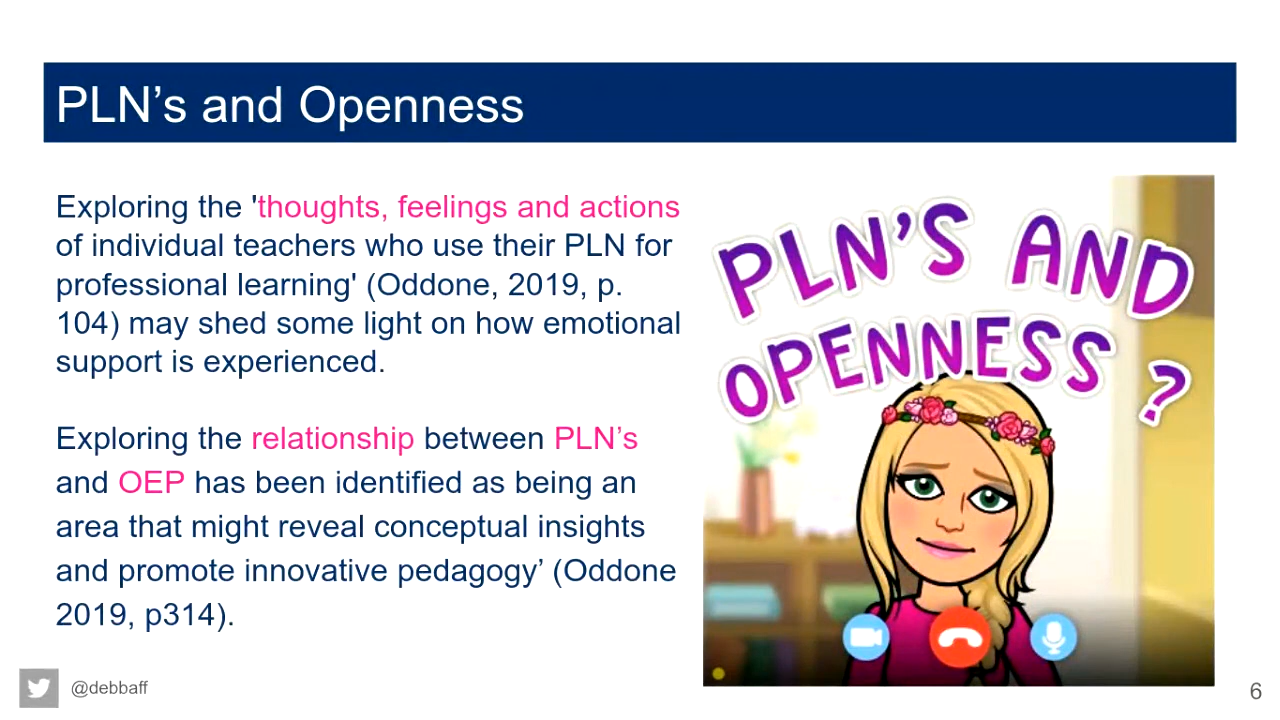 PLN’s and Openness
Exploring the 'thoughts, feelings and actions
of individual teachers who use their PLN for
professional learning' (Oddone, 2019, p.
104) may shed some light on how emotional
support is experienced.
Exploring the relationship between PLN’s
and OEP has been identified as being an
area that might reveal conceptual insights
and promote innovative pedagogy’ (Oddone
2019, p314).
PLN’S AND
OPENNESS ?
@debbaff
6